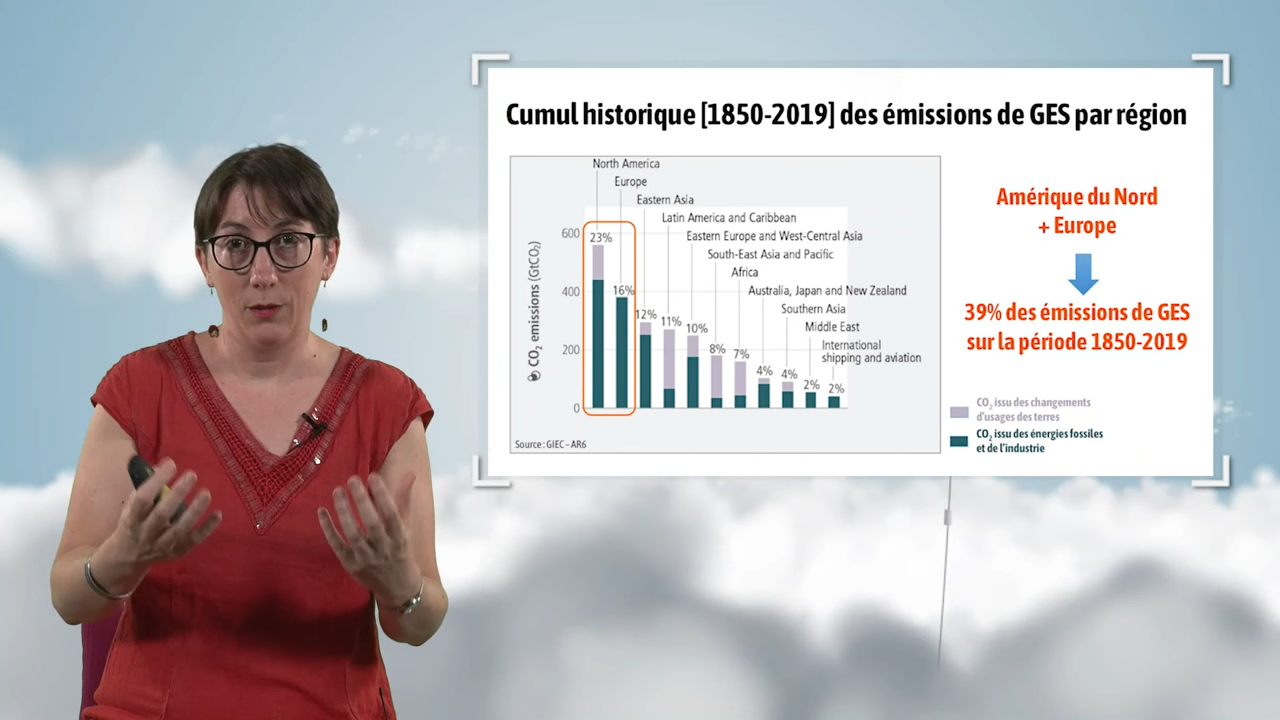 Cumul historique [1850-2019] des émissions de GES par région
North America
Europe
Eastern Asia
Latin America and Caribbean
Eastern Europe and West-Central Asia
South-East Asia and Pacific
Africa
Australia, Japan and New Zealand
Southern Asia
Middle East
International
shipping and aviation
CO₂ emissions (GtCO₂)
600
400
200
0
23%
16%
12%
11%
10%
8%
7%
4%
4%
2%
2%
Source : GIEC – AR6
Amérique du Nord
+ Europe
39% des émissions de GES
sur la période 1850-2019
CO₂ issu des changements
d'usages des terres
CO₂ issu des énergies fossiles
et de l'industrie